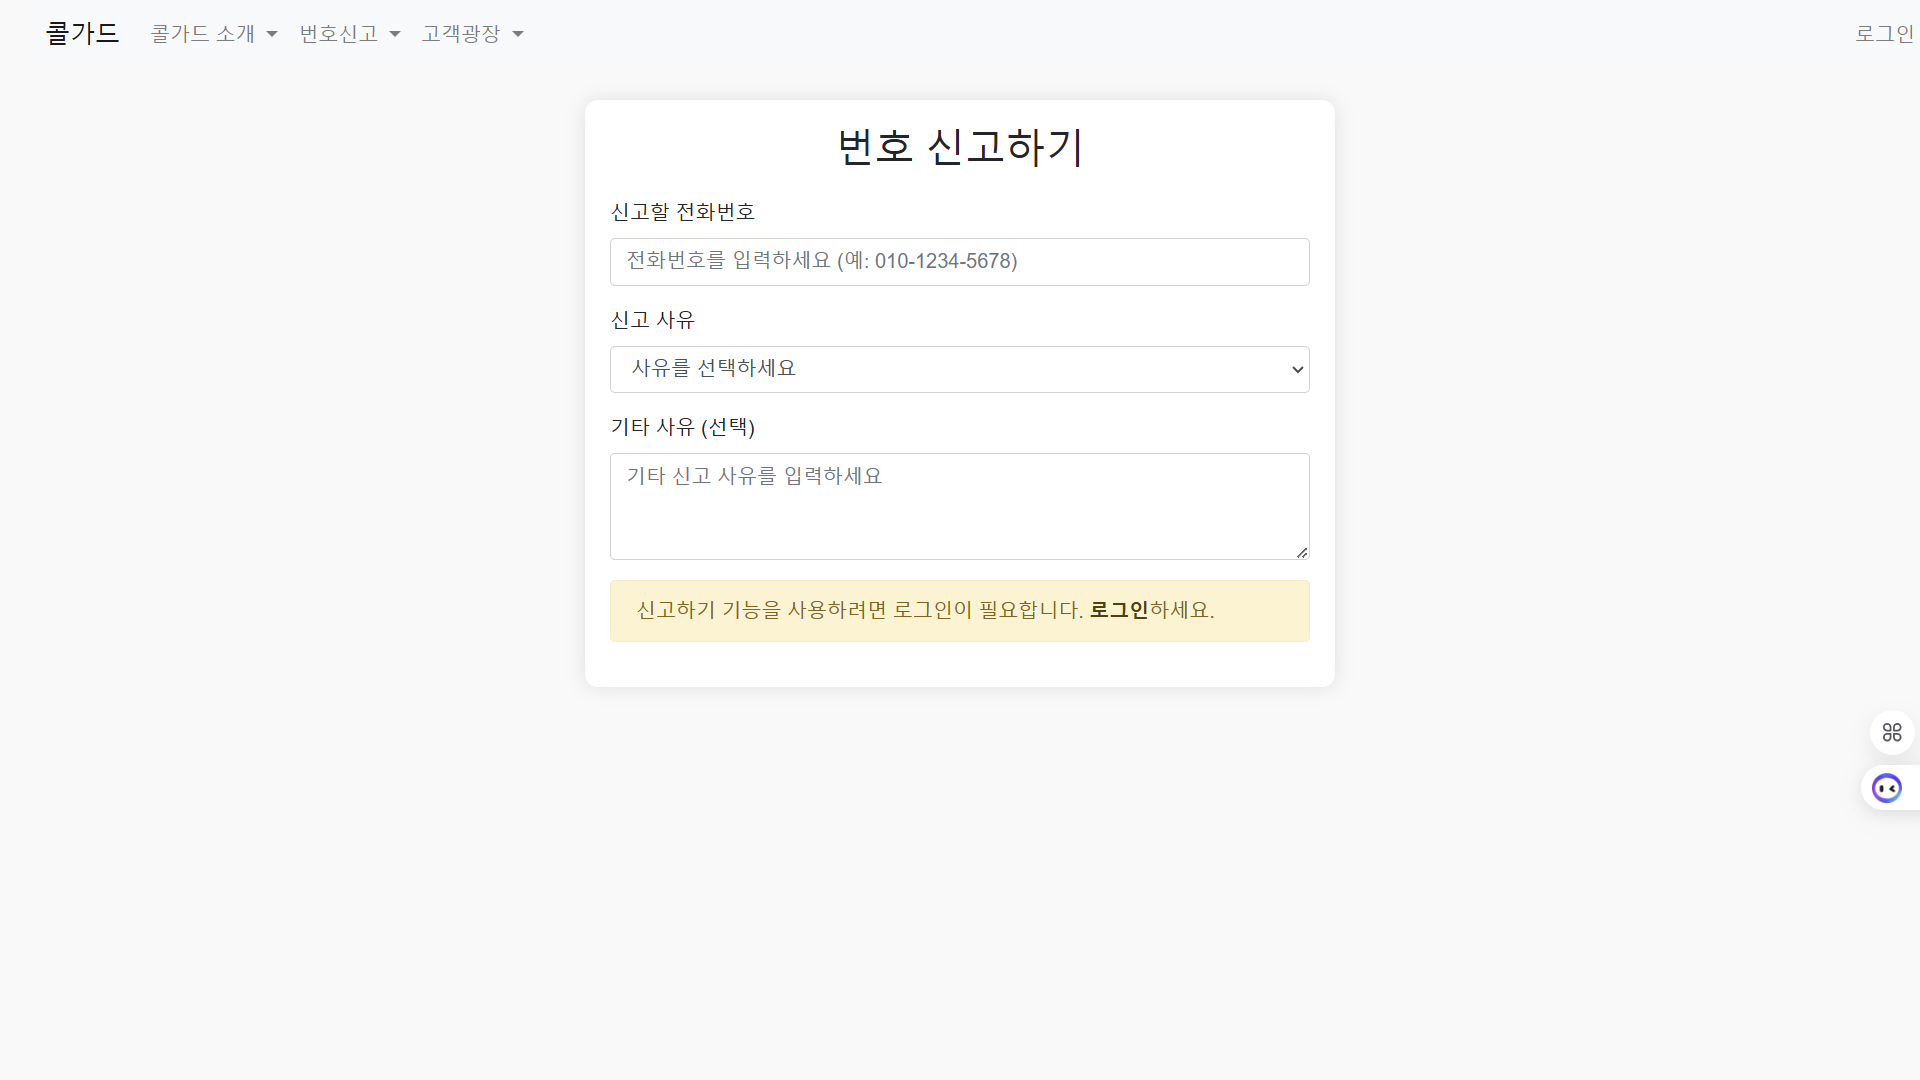 콜가드 콜가드 소개 번호신고 고객광장 로그인
번호 신고하기
신고할 전화번호
전화번호를 입력하세요 (예: 010-1234-5678)
신고 사유
사유를 선택하세요
기타 사유 (선택)
기타 신고 사유를 입력하세요
신고하기 기능을 사용하려면 로그인이 필요합니다. 로그인하세요.